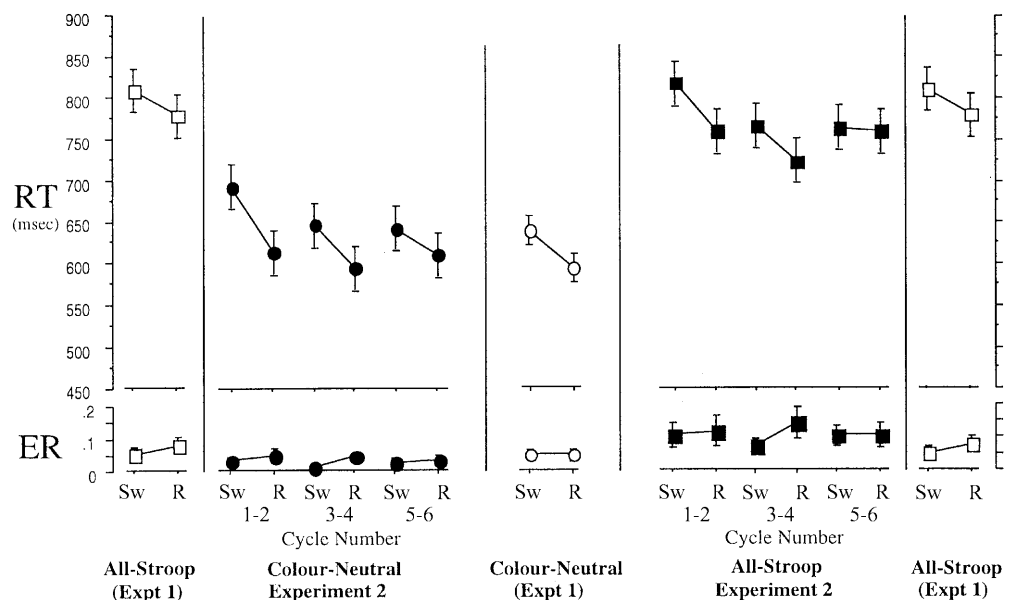 900
850
800
750
700
RT
(msec)
650
600
550
500
450
.2
.1
ER
0
Sw R Sw R Sw R Sw R Sw R Sw R Sw R Sw R Sw R
1-2 3-4 5-6 1-2 3-4 5-6
Cycle Number Cycle Number
All-Stroop Colour-Neutral Colour-Neutral All-Stroop All-Stroop
(Expt 1) Experiment 2 (Expt 1) Experiment 2 (Expt 1)